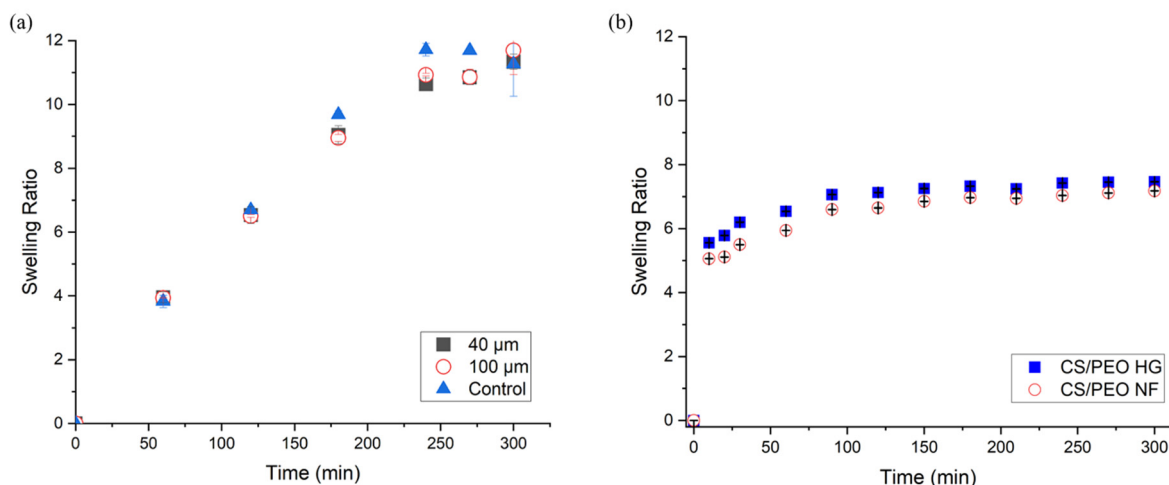 (a)
12
10
8
6
4
2
0
Swelling Ratio
0 50 100 150 200 250 300
Time (min)
40 µm
100 µm
Control
(b)
12
10
8
6
4
2
0
Swelling Ratio
0 50 100 150 200 250 300
Time (min)
CS/PEO HG
CS/PEO NF